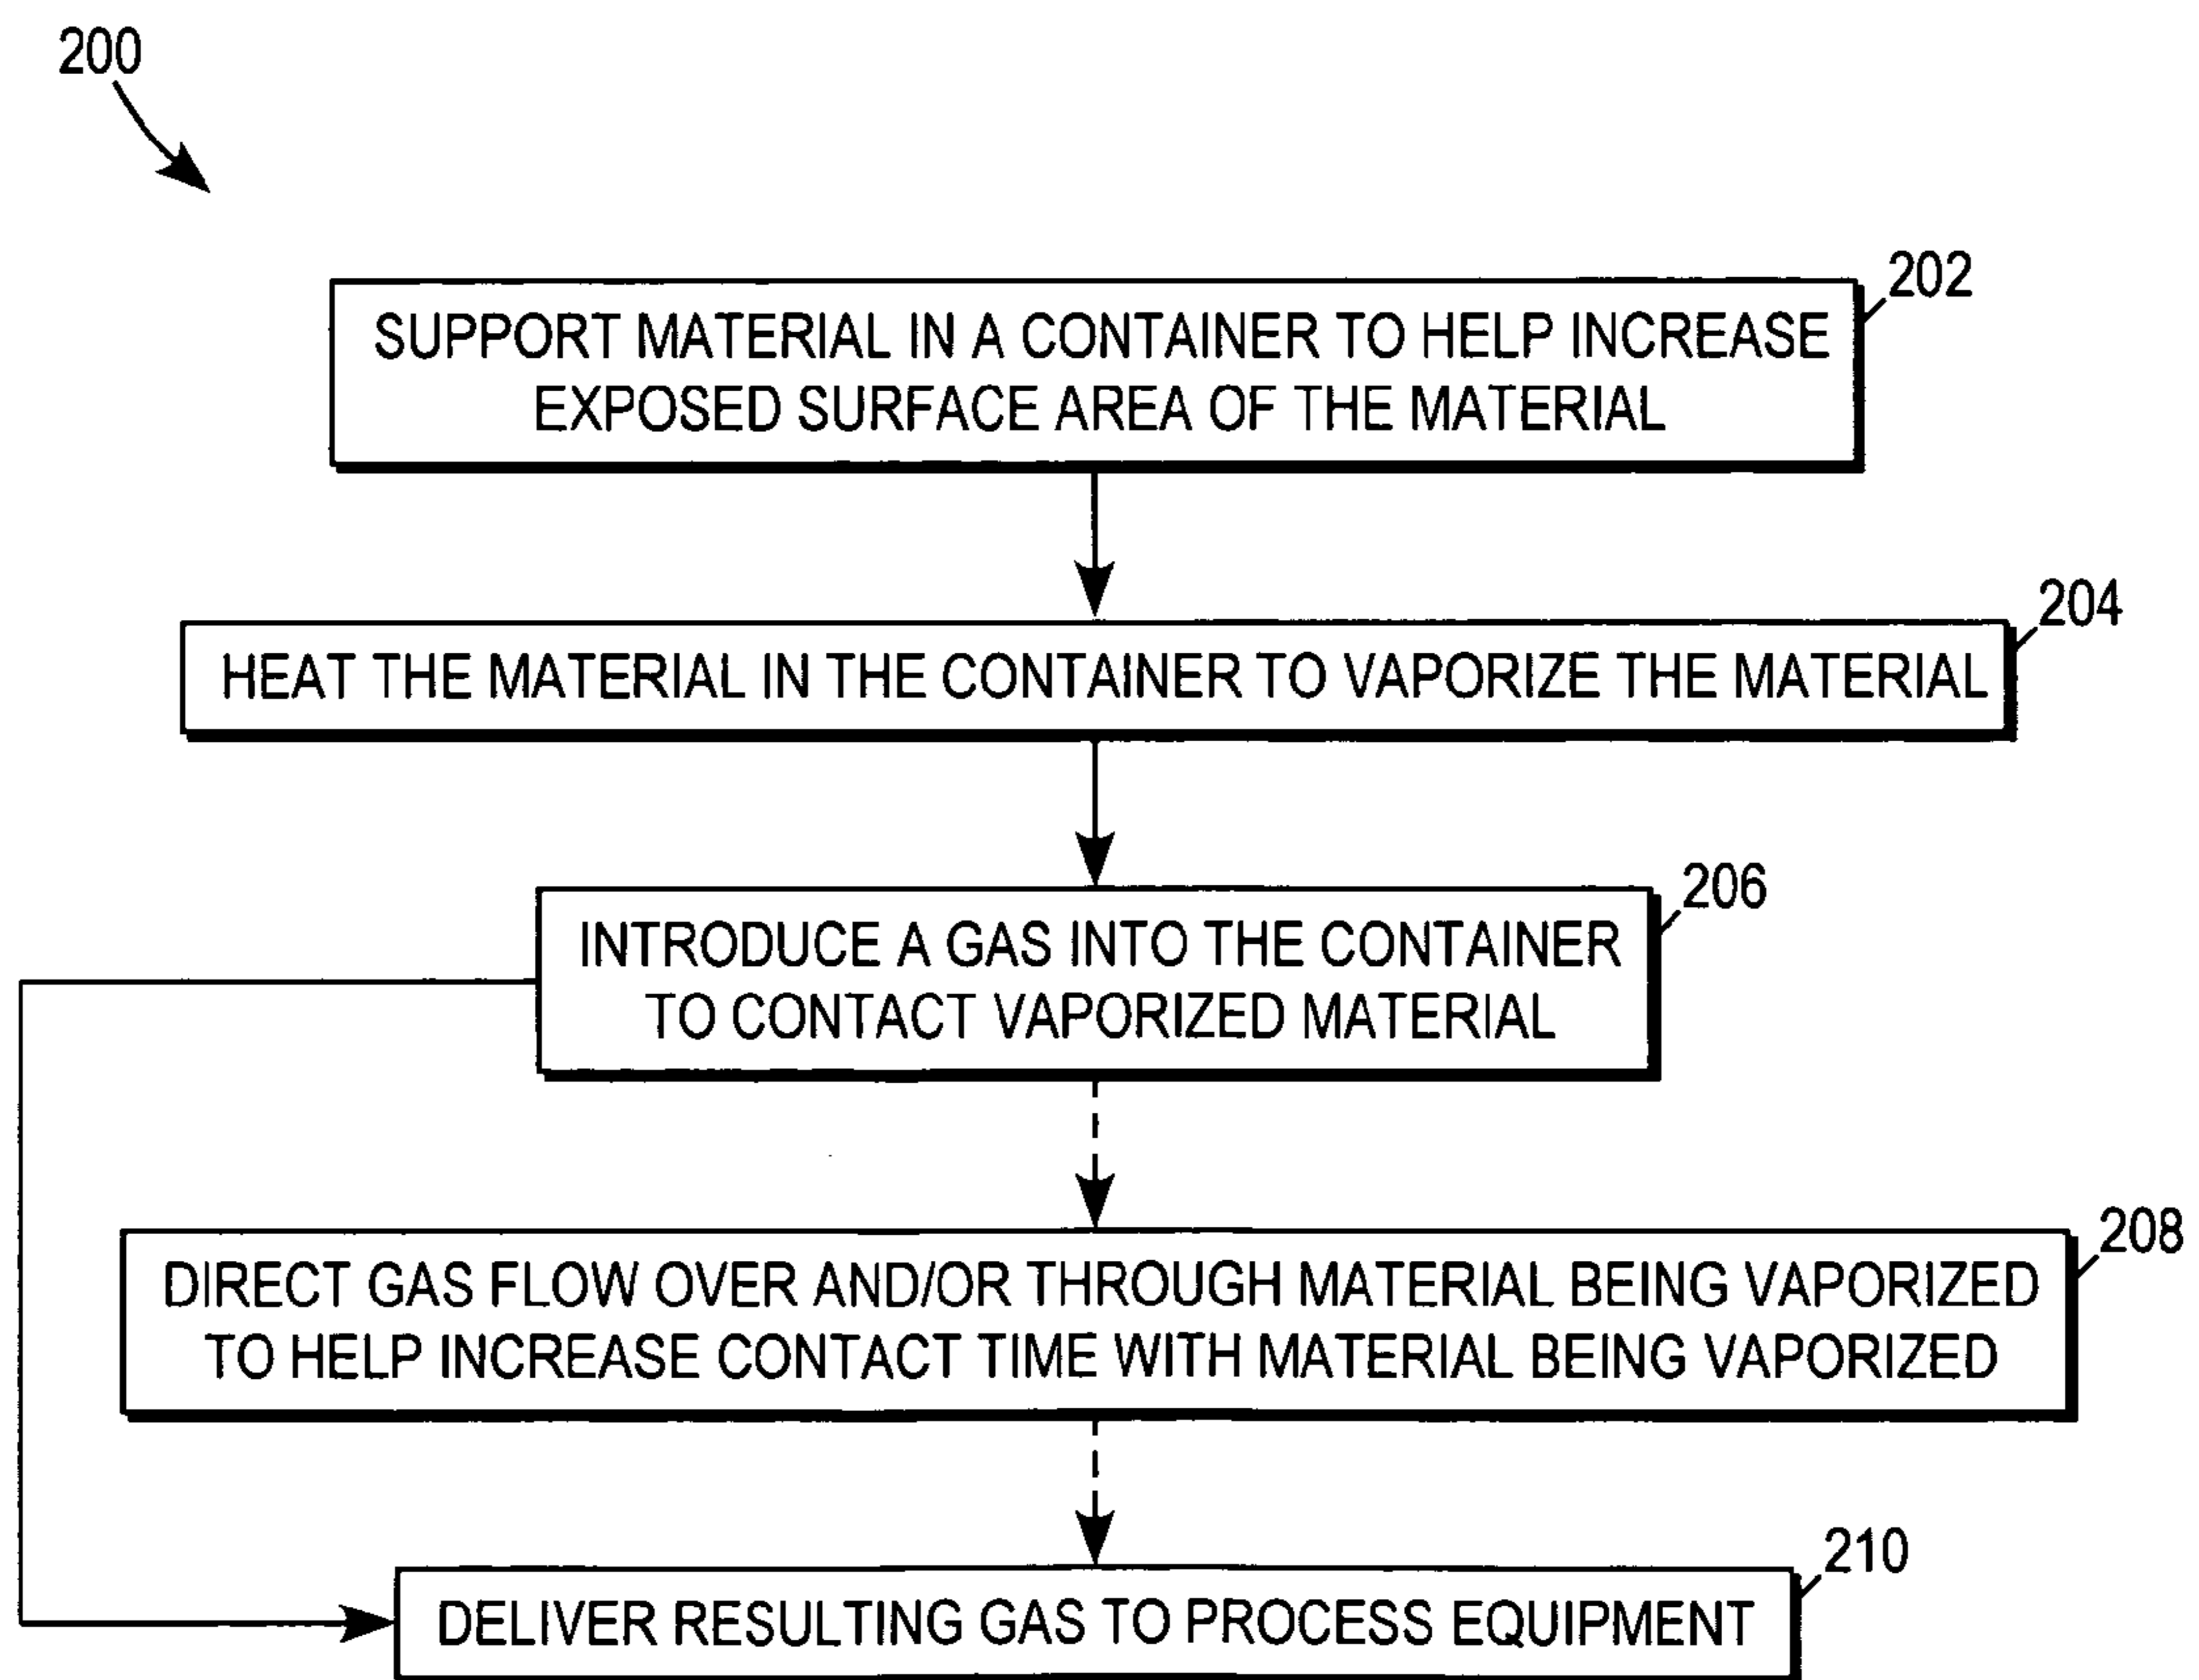 200
202
SUPPORT MATERIAL IN A CONTAINER TO HELP INCREASE
EXPOSED SURFACE AREA OF THE MATERIAL
204
HEAT THE MATERIAL IN THE CONTAINER TO VAPORIZE THE MATERIAL
206
INTRODUCE A GAS INTO THE CONTAINER
TO CONTACT VAPORIZED MATERIAL
208
DIRECT GAS FLOW OVER AND/OR THROUGH MATERIAL BEING VAPORIZED
TO HELP INCREASE CONTACT TIME WITH MATERIAL BEING VAPORIZED
210
DELIVER RESULTING GAS TO PROCESS EQUIPMENT